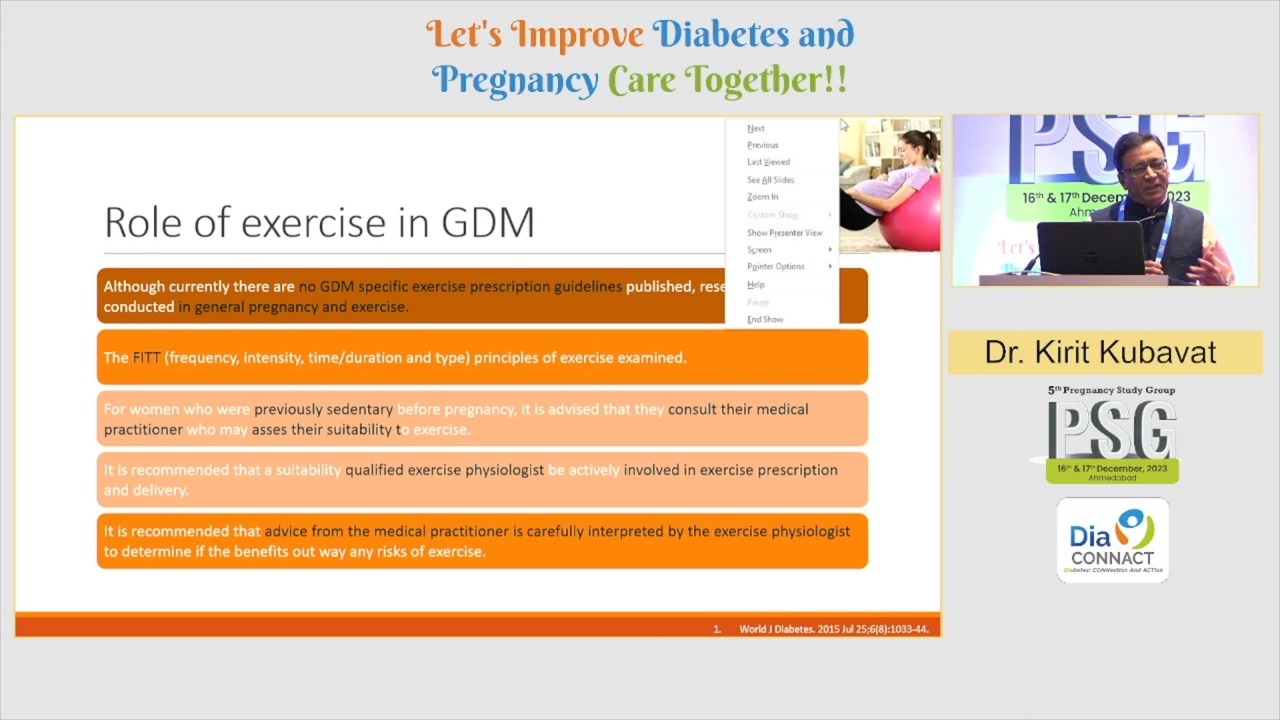 Let's Improve Diabetes and
Pregnancy Care Together!!
Role of exercise in GDM
Although currently there are no GDM specific exercise prescription guidelines published, rese
conducted in general pregnancy and exercise.
The FITT (frequency, intensity, time/duration and type) principles of exercise examined.
For women who were previously sedentary before pregnancy, it is advised that they consult their medical
practitioner who may asses their suitability to exercise.
It is recommended that a suitability qualified exercise physiologist be actively involved in exercise prescription
and delivery.
It is recommended that advice from the medical practitioner is carefully interpreted by the exercise physiologist
to determine if the benefits out way any risks of exercise.
1. World J Diabetes. 2015 Jul 25;6(8):1033-44.
Next
Previous
Last Viewed
See All Slides
Zoom In
Custom Show
Show Presenter View
Screen
Pointer Options
Help
Pause
End Show
PSG
16th & 17th Decem 023
Ahm
Let's
Dr. Kirit Kubavat
5th Pregnancy Study Group
PSG
16th & 17th December, 2023
Ahmedabad
Dia
CONNACT
Diabetes: CONNection And ACTion